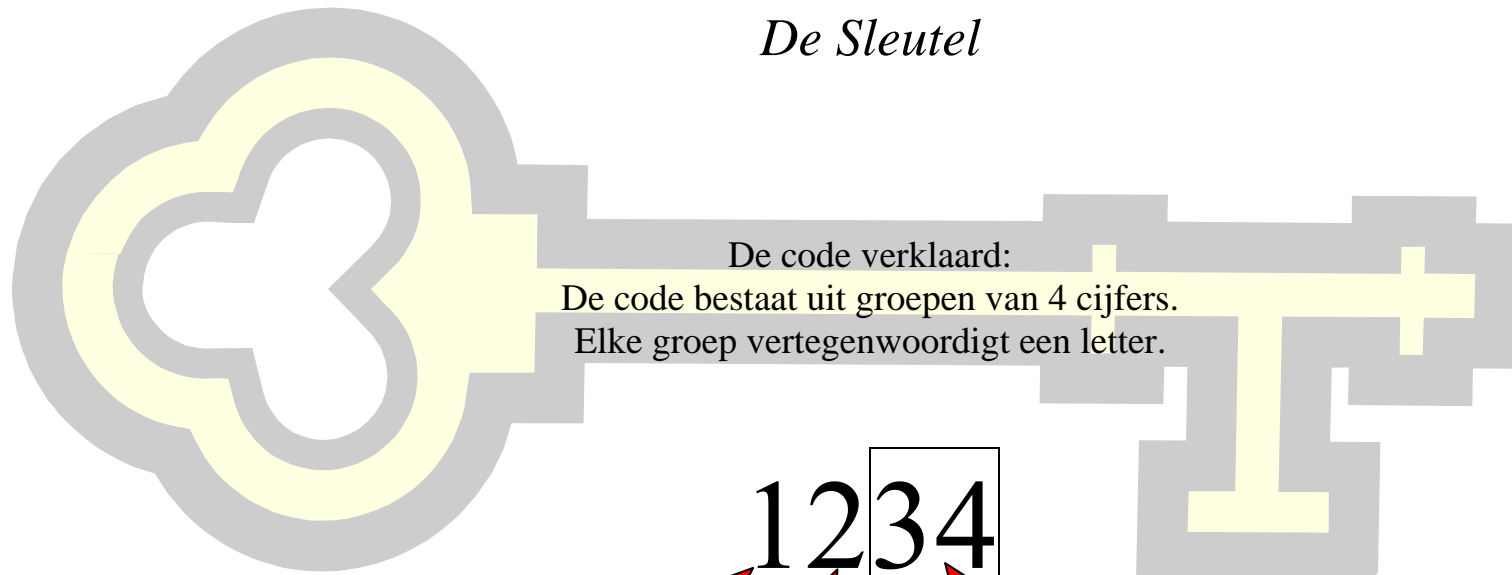 De Sleutel
De code verklaard:
De code bestaat uit groepen van 4 cijfers.
Elke groep vertegenwoordigt een letter.
1234